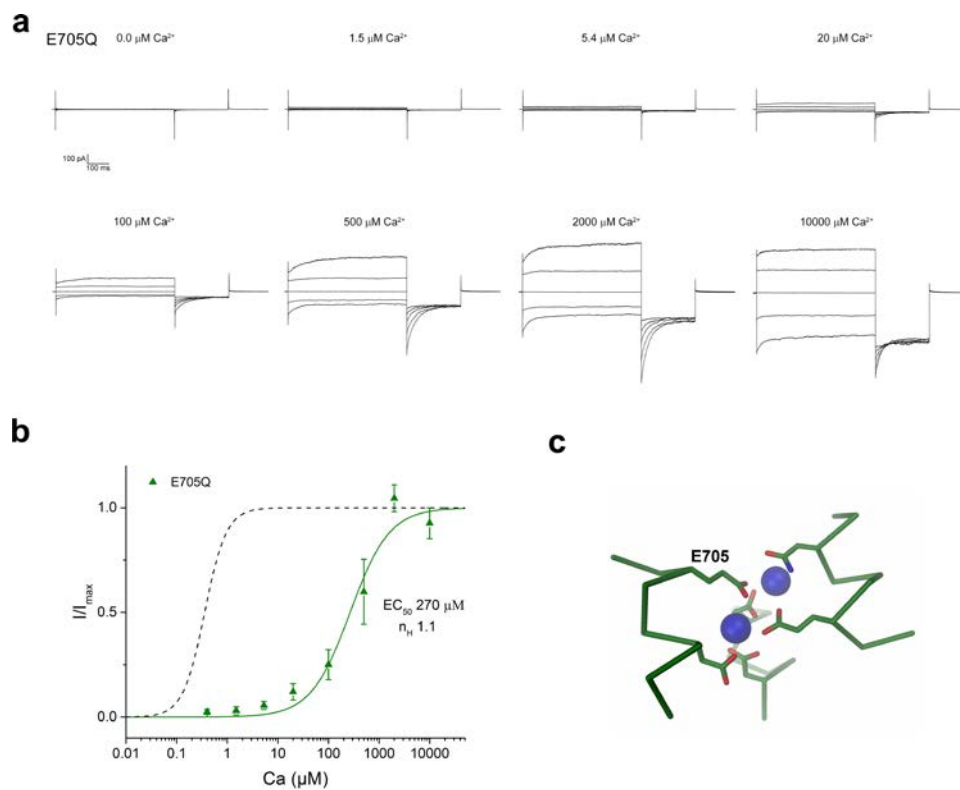 a
E705Q 0.0 μM Ca²⁺ 1.5 μM Ca²⁺ 5.4 μM Ca²⁺ 20 μM Ca²⁺
100 pA
100 ms
100 μM Ca²⁺ 500 μM Ca²⁺ 2000 μM Ca²⁺ 10000 μM Ca²⁺
b
E705Q
1.0
0.5
0.0
I/Imax
EC₅₀ 270 μM
nH 1.1
0.01 0.1 1 10 100 1000 10000
Ca (μM)
c
E705